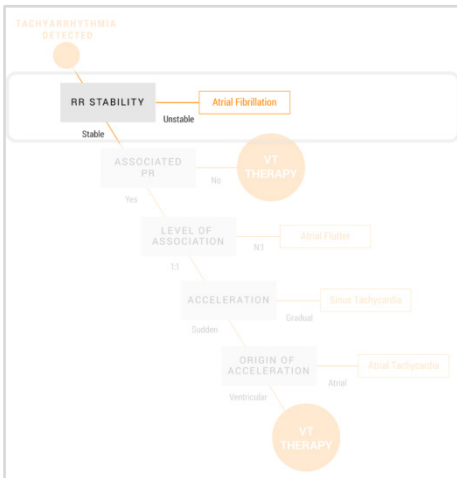 TACHYARRHYTHMIA
DETECTED
RR STABILITY
Atrial Fibrillation
Unstable
Stable
ASSOCIATED
PR
VT
THERAPY
No
Yes
LEVEL OF
ASSOCIATION
Atrial Flutter
N:1
1:1
ACCELERATION
Sinus Tachycardia
Gradual
Sudden
ORIGIN OF
ACCELERATION
Atrial Tachycardia
Atrial
Ventricular
VT
THERAPY